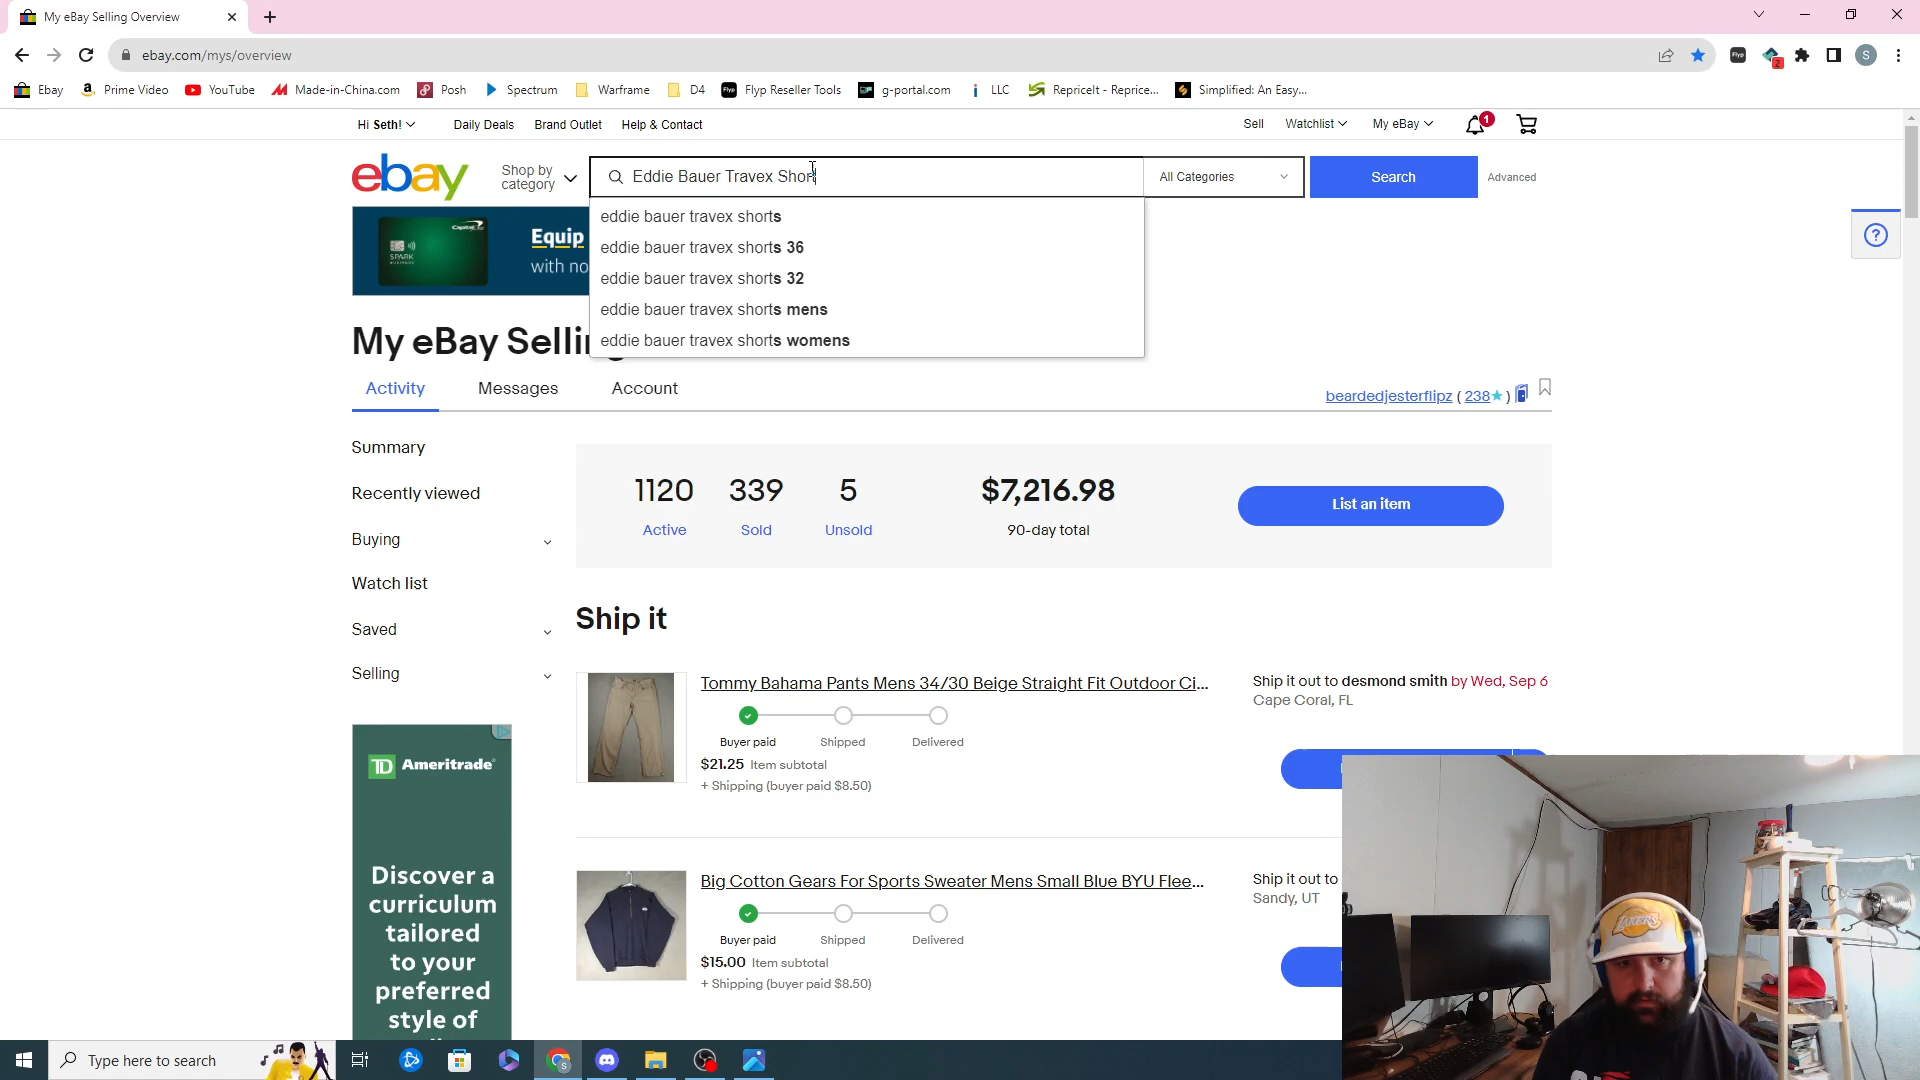 My eBay Selling Overview
ebay.com/mys/overview
Flyp
2
S
Ebay
Prime Video
YouTube
Made-in-China.com
Posh
Spectrum
Warframe
D4
Flyp Reseller Tools
g-portal.com
LLC
RepriceIt - Reprice...
Simplified: An Easy...
Hi Seth!
Daily Deals
Brand Outlet
Help & Contact
Sell
Watchlist
My eBay
1
ebay
Shop by
category
Eddie Bauer Travex Short
All Categories
Search
Advanced
eddie bauer travex shorts
eddie bauer travex shorts 36
eddie bauer travex shorts 32
eddie bauer travex shorts mens
eddie bauer travex shorts womens
Equip
with no
My eBay Selling
Activity
Messages
Account
beardedjesterflipz ( 238 )
Summary
Recently viewed
Buying
Watch list
Saved
Selling
1120
Active
339
Sold
5
Unsold
$7,216.98
90-day total
List an item
Ship it
Tommy Bahama Pants Mens 34/30 Beige Straight Fit Outdoor Ci...
Buyer paid
Shipped
Delivered
$21.25 Item subtotal
+ Shipping (buyer paid $8.50)
Ship it out to desmond smith by Wed, Sep 6
Cape Coral, FL
Big Cotton Gears For Sports Sweater Mens Small Blue BYU Flee...
Buyer paid
Shipped
Delivered
$15.00 Item subtotal
+ Shipping (buyer paid $8.50)
Ship it out to
Sandy, UT
TD Ameritrade
Discover a
curriculum
tailored
to your
preferred
style of
LAKERS
Type here to search